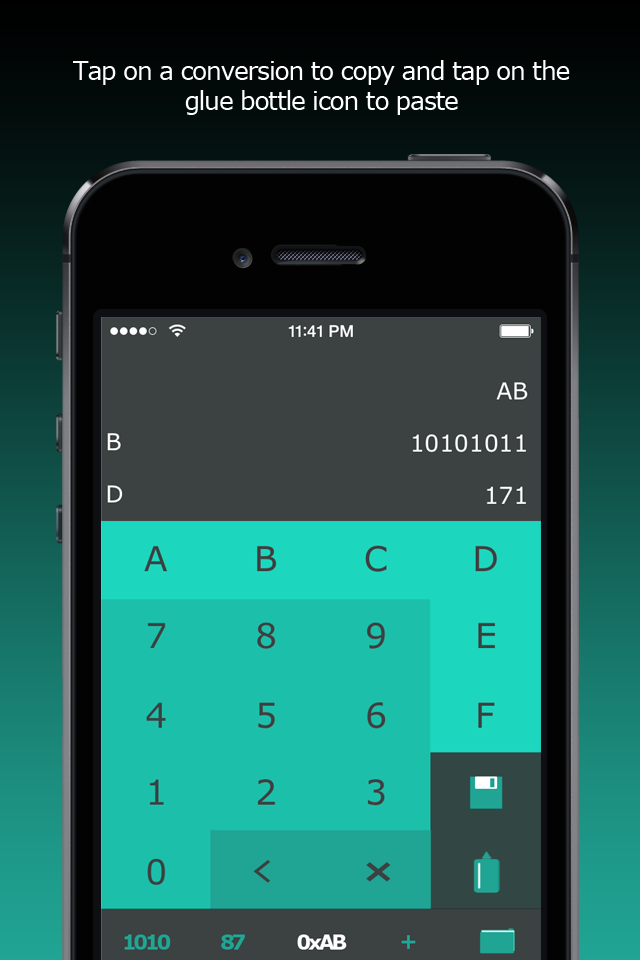 Tap on a conversion to copy and tap on the
glue bottle icon to paste
11:41 PM
AB
B 10101011
D 171
A B C D
7 8 9 E
4 5 6 F
1 2 3
0 < ×
1010 87 0xAB +